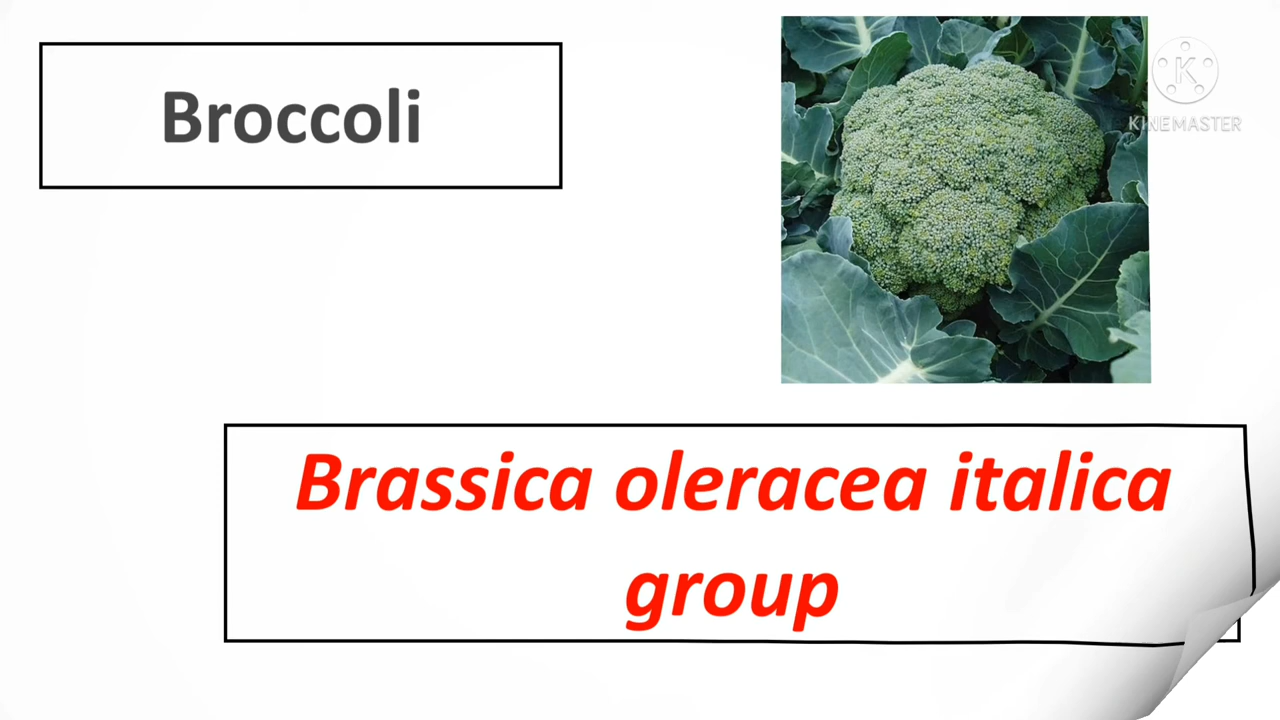 Broccoli
K
KINEMASTER
Brassica oleracea italica
group